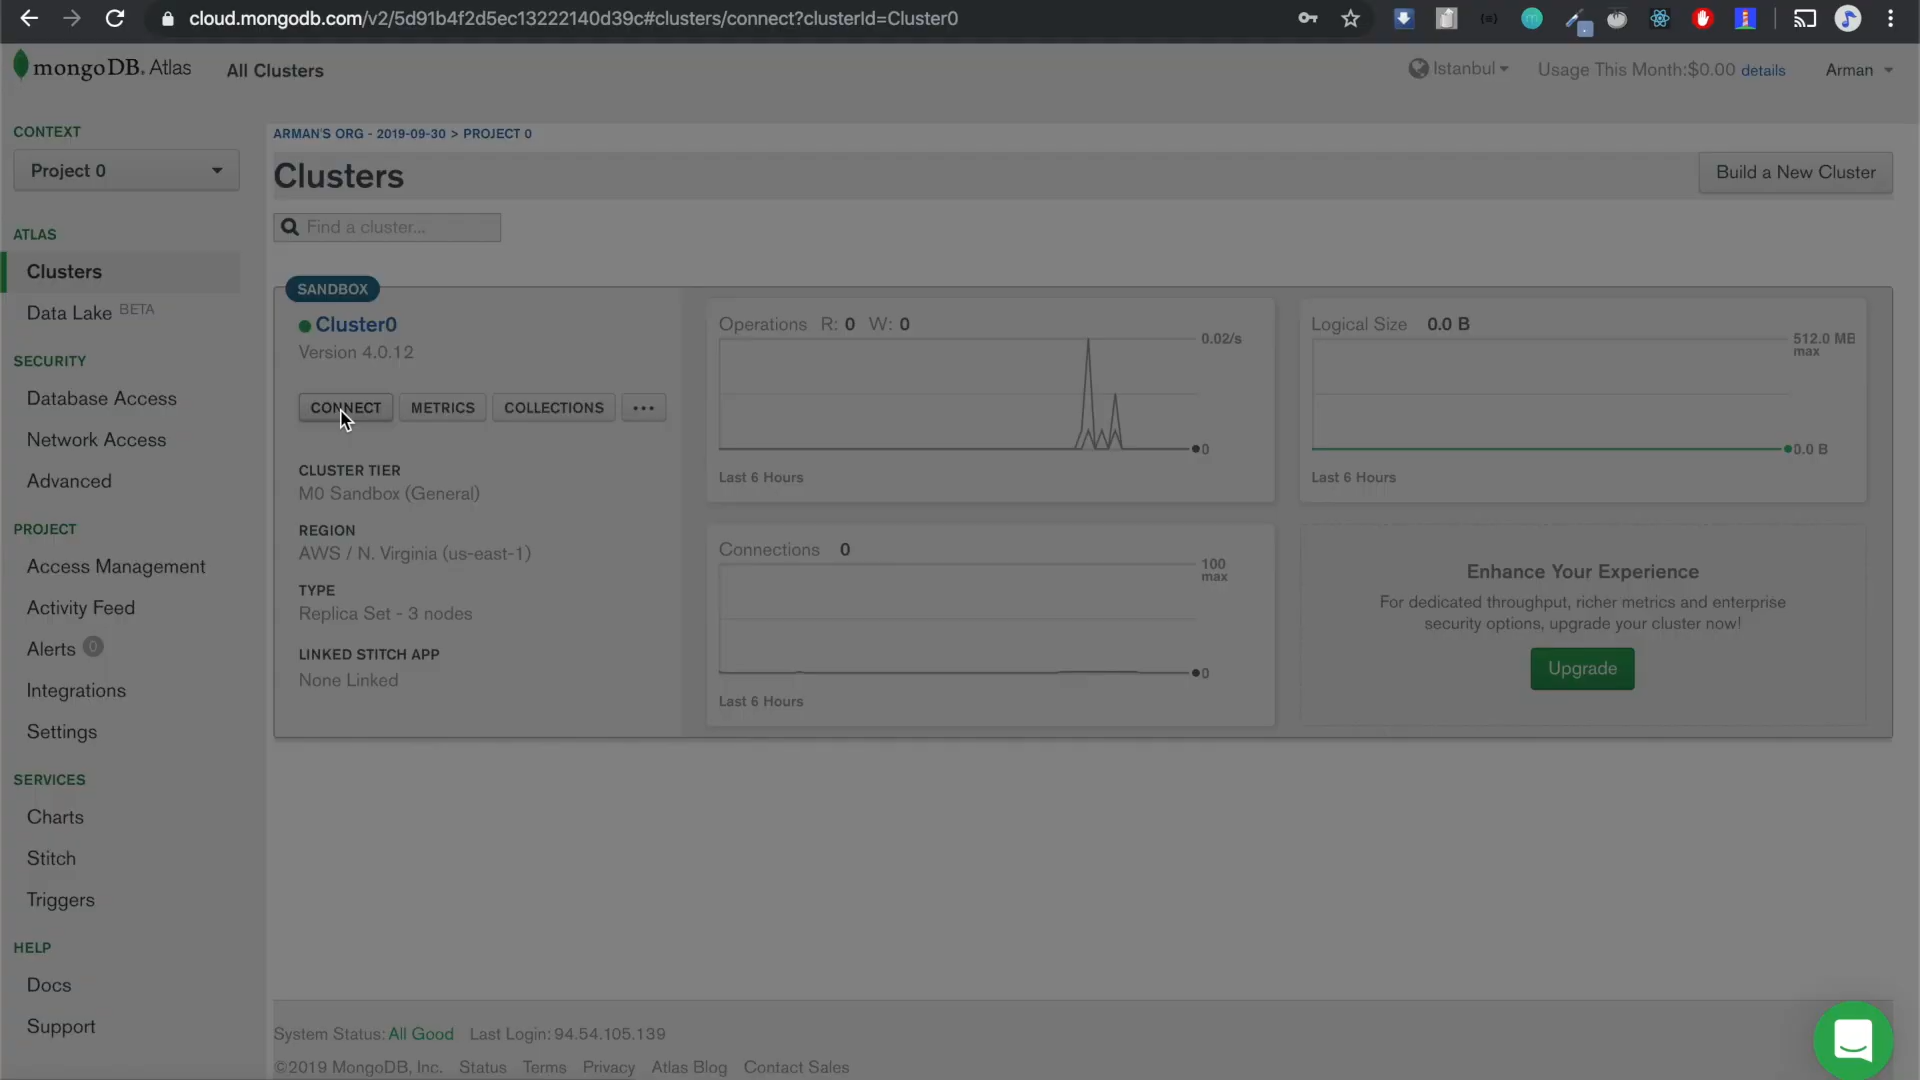 cloud.mongodb.com/v2/5d91b4f2d5ec13222140d39c#clusters/connect?clusterId=Cluster0
mongoDB. Atlas
All Clusters
Istanbul
Usage This Month:$0.00 details
Arman
CONTEXT
Project 0
ATLAS
Clusters
Data Lake BETA
SECURITY
Database Access
Network Access
Advanced
PROJECT
Access Management
Activity Feed
Alerts 0
Integrations
Settings
SERVICES
Charts
Stitch
Triggers
HELP
Docs
Support
ARMAN'S ORG - 2019-09-30 > PROJECT 0
Clusters
Build a New Cluster
Find a cluster...
SANDBOX
Cluster0
Version 4.0.12
CONNECT METRICS COLLECTIONS
CLUSTER TIER
M0 Sandbox (General)
REGION
AWS / N. Virginia (us-east-1)
TYPE
Replica Set - 3 nodes
LINKED STITCH APP
None Linked
Operations R: 0 W: 0
0.02/s
0
Last 6 Hours
Logical Size 0.0 B
512.0 MB
max
0.0 B
Last 6 Hours
Connections 0
100
max
0
Last 6 Hours
Enhance Your Experience
For dedicated throughput, richer metrics and enterprise
security options, upgrade your cluster now!
Upgrade
System Status: All Good Last Login: 94.54.105.139
©2019 MongoDB, Inc. Status Terms Privacy Atlas Blog Contact Sales